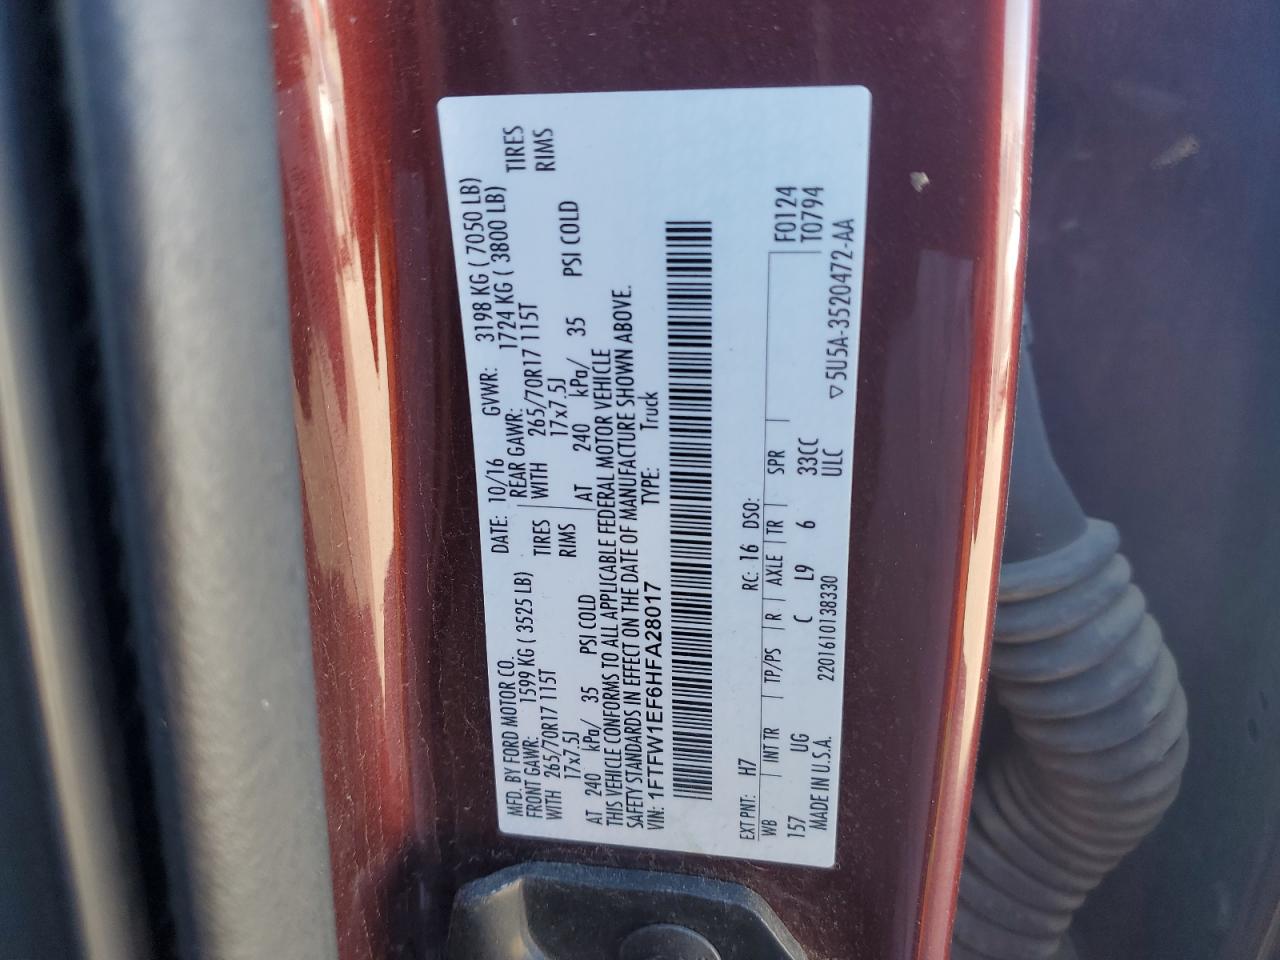 MFD. BY FORD MOTOR CO.
DATE: 10/16 GVWR: 3198 KG ( 7050 LB)
FRONT GAWR: 1599 KG ( 3525 LB) REAR GAWR: 1724 KG ( 3800 LB)
WITH 265/70R17 115T TIRES WITH 265/70R17 115T TIRES
17x7.5J RIMS 17x7.5J RIMS
AT 240 kPa/ 35 PSI COLD AT 240 kPa/ 35 PSI COLD
THIS VEHICLE CONFORMS TO ALL APPLICABLE FEDERAL MOTOR VEHICLE
SAFETY STANDARDS IN EFFECT ON THE DATE OF MANUFACTURE SHOWN ABOVE.
VIN: 1FTFW1EF6HFA28017 TYPE: Truck
EXT PNT: H7 RC: 16 DSO:
WB INT TR TP/PS R AXLE TR SPR F0124
157 UG C L9 6 33CC T0794
MADE IN U.S.A. 2201610138330 ULC
▽5U5A-3520472-AA